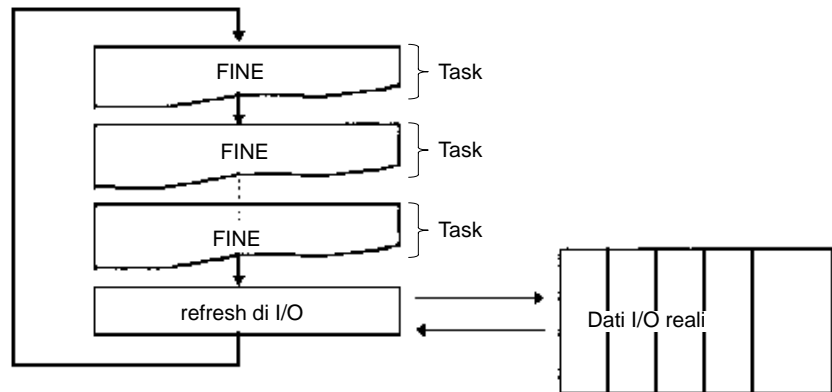 FINE
Task
FINE
Task
FINE
Task
refresh di I/O
Dati I/O reali